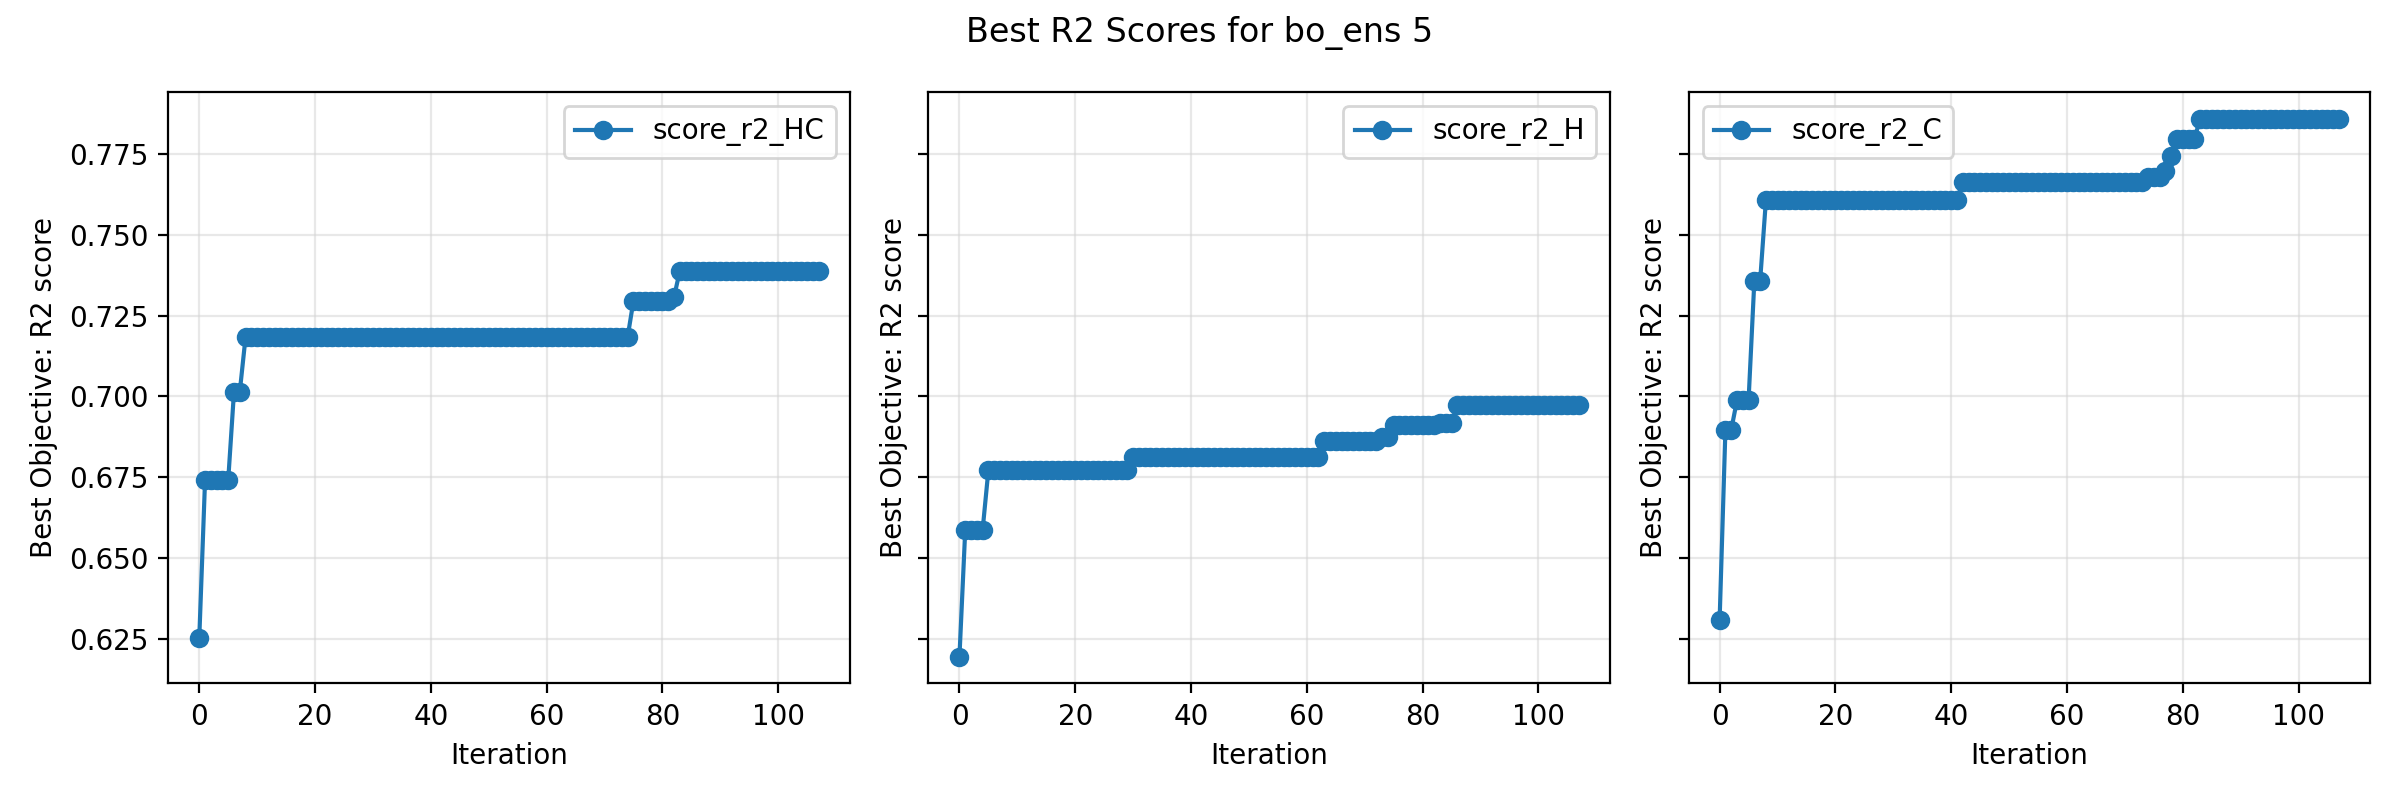 Best R2 Scores for bo_ens 5
Best Objective: R2 score
0.775
0.750
0.725
0.700
0.675
0.650
0.625
score_r2_HC
0 20 40 60 80 100
Iteration
Best Objective: R2 score
score_r2_H
0 20 40 60 80 100
Iteration
Best Objective: R2 score
score_r2_C
0 20 40 60 80 100
Iteration